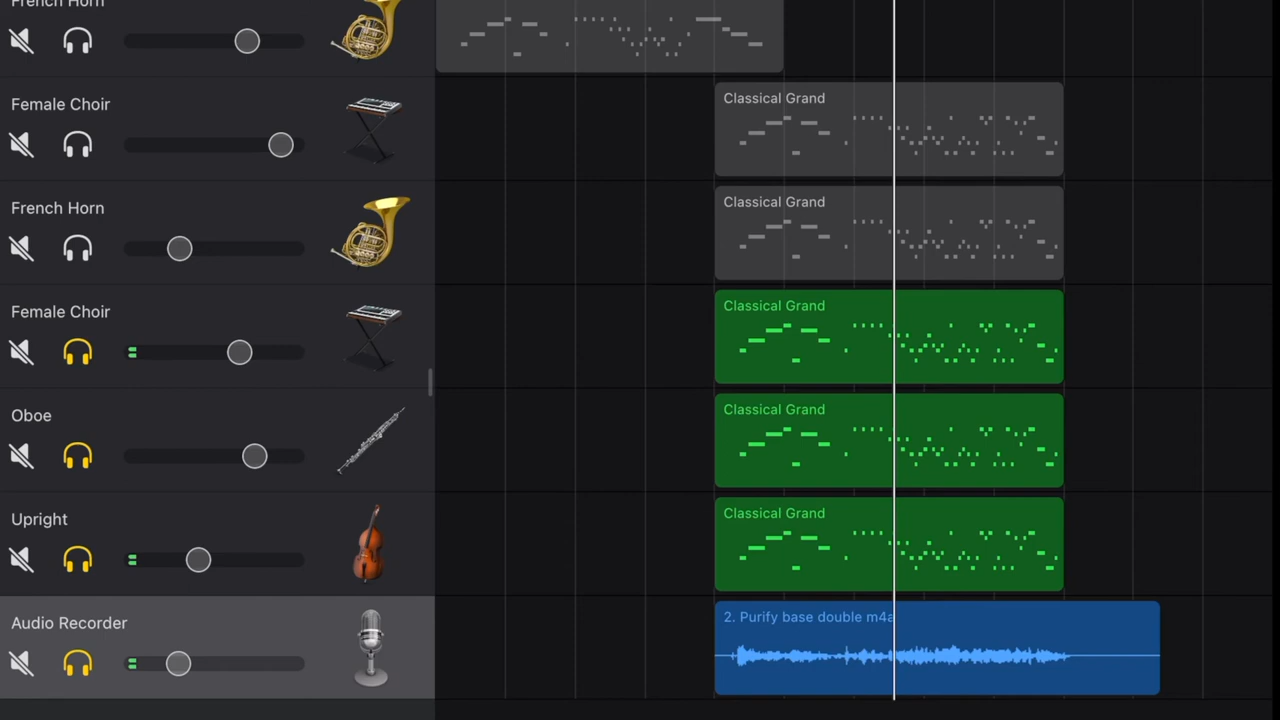 French Horn
Female Choir
Classical Grand
French Horn
Classical Grand
Female Choir
Classical Grand
Oboe
Classical Grand
Upright
Classical Grand
Audio Recorder
2. Purify base double m4a